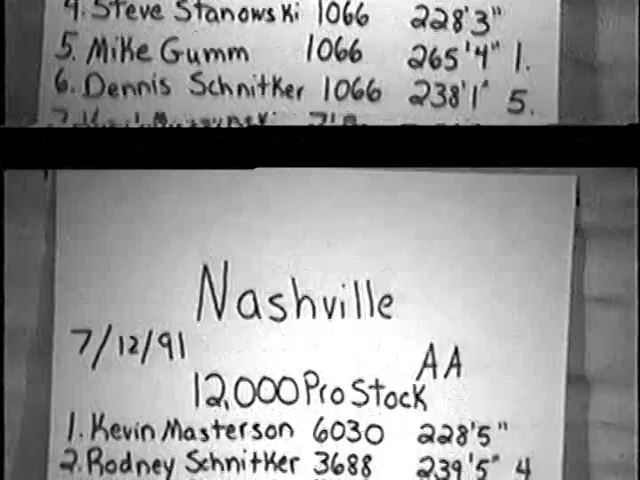 4. Steve Stanowski 1066 228'3"
5. Mike Gumm 1066 265'4" 1.
6. Dennis Schnitker 1066 238'1" 5.
7.
Nashville
7/12/91
AA
12,000 Pro Stock
1. Kevin Masterson 6030 228'5"
2. Rodney Schnitker 3688 239'5" 4